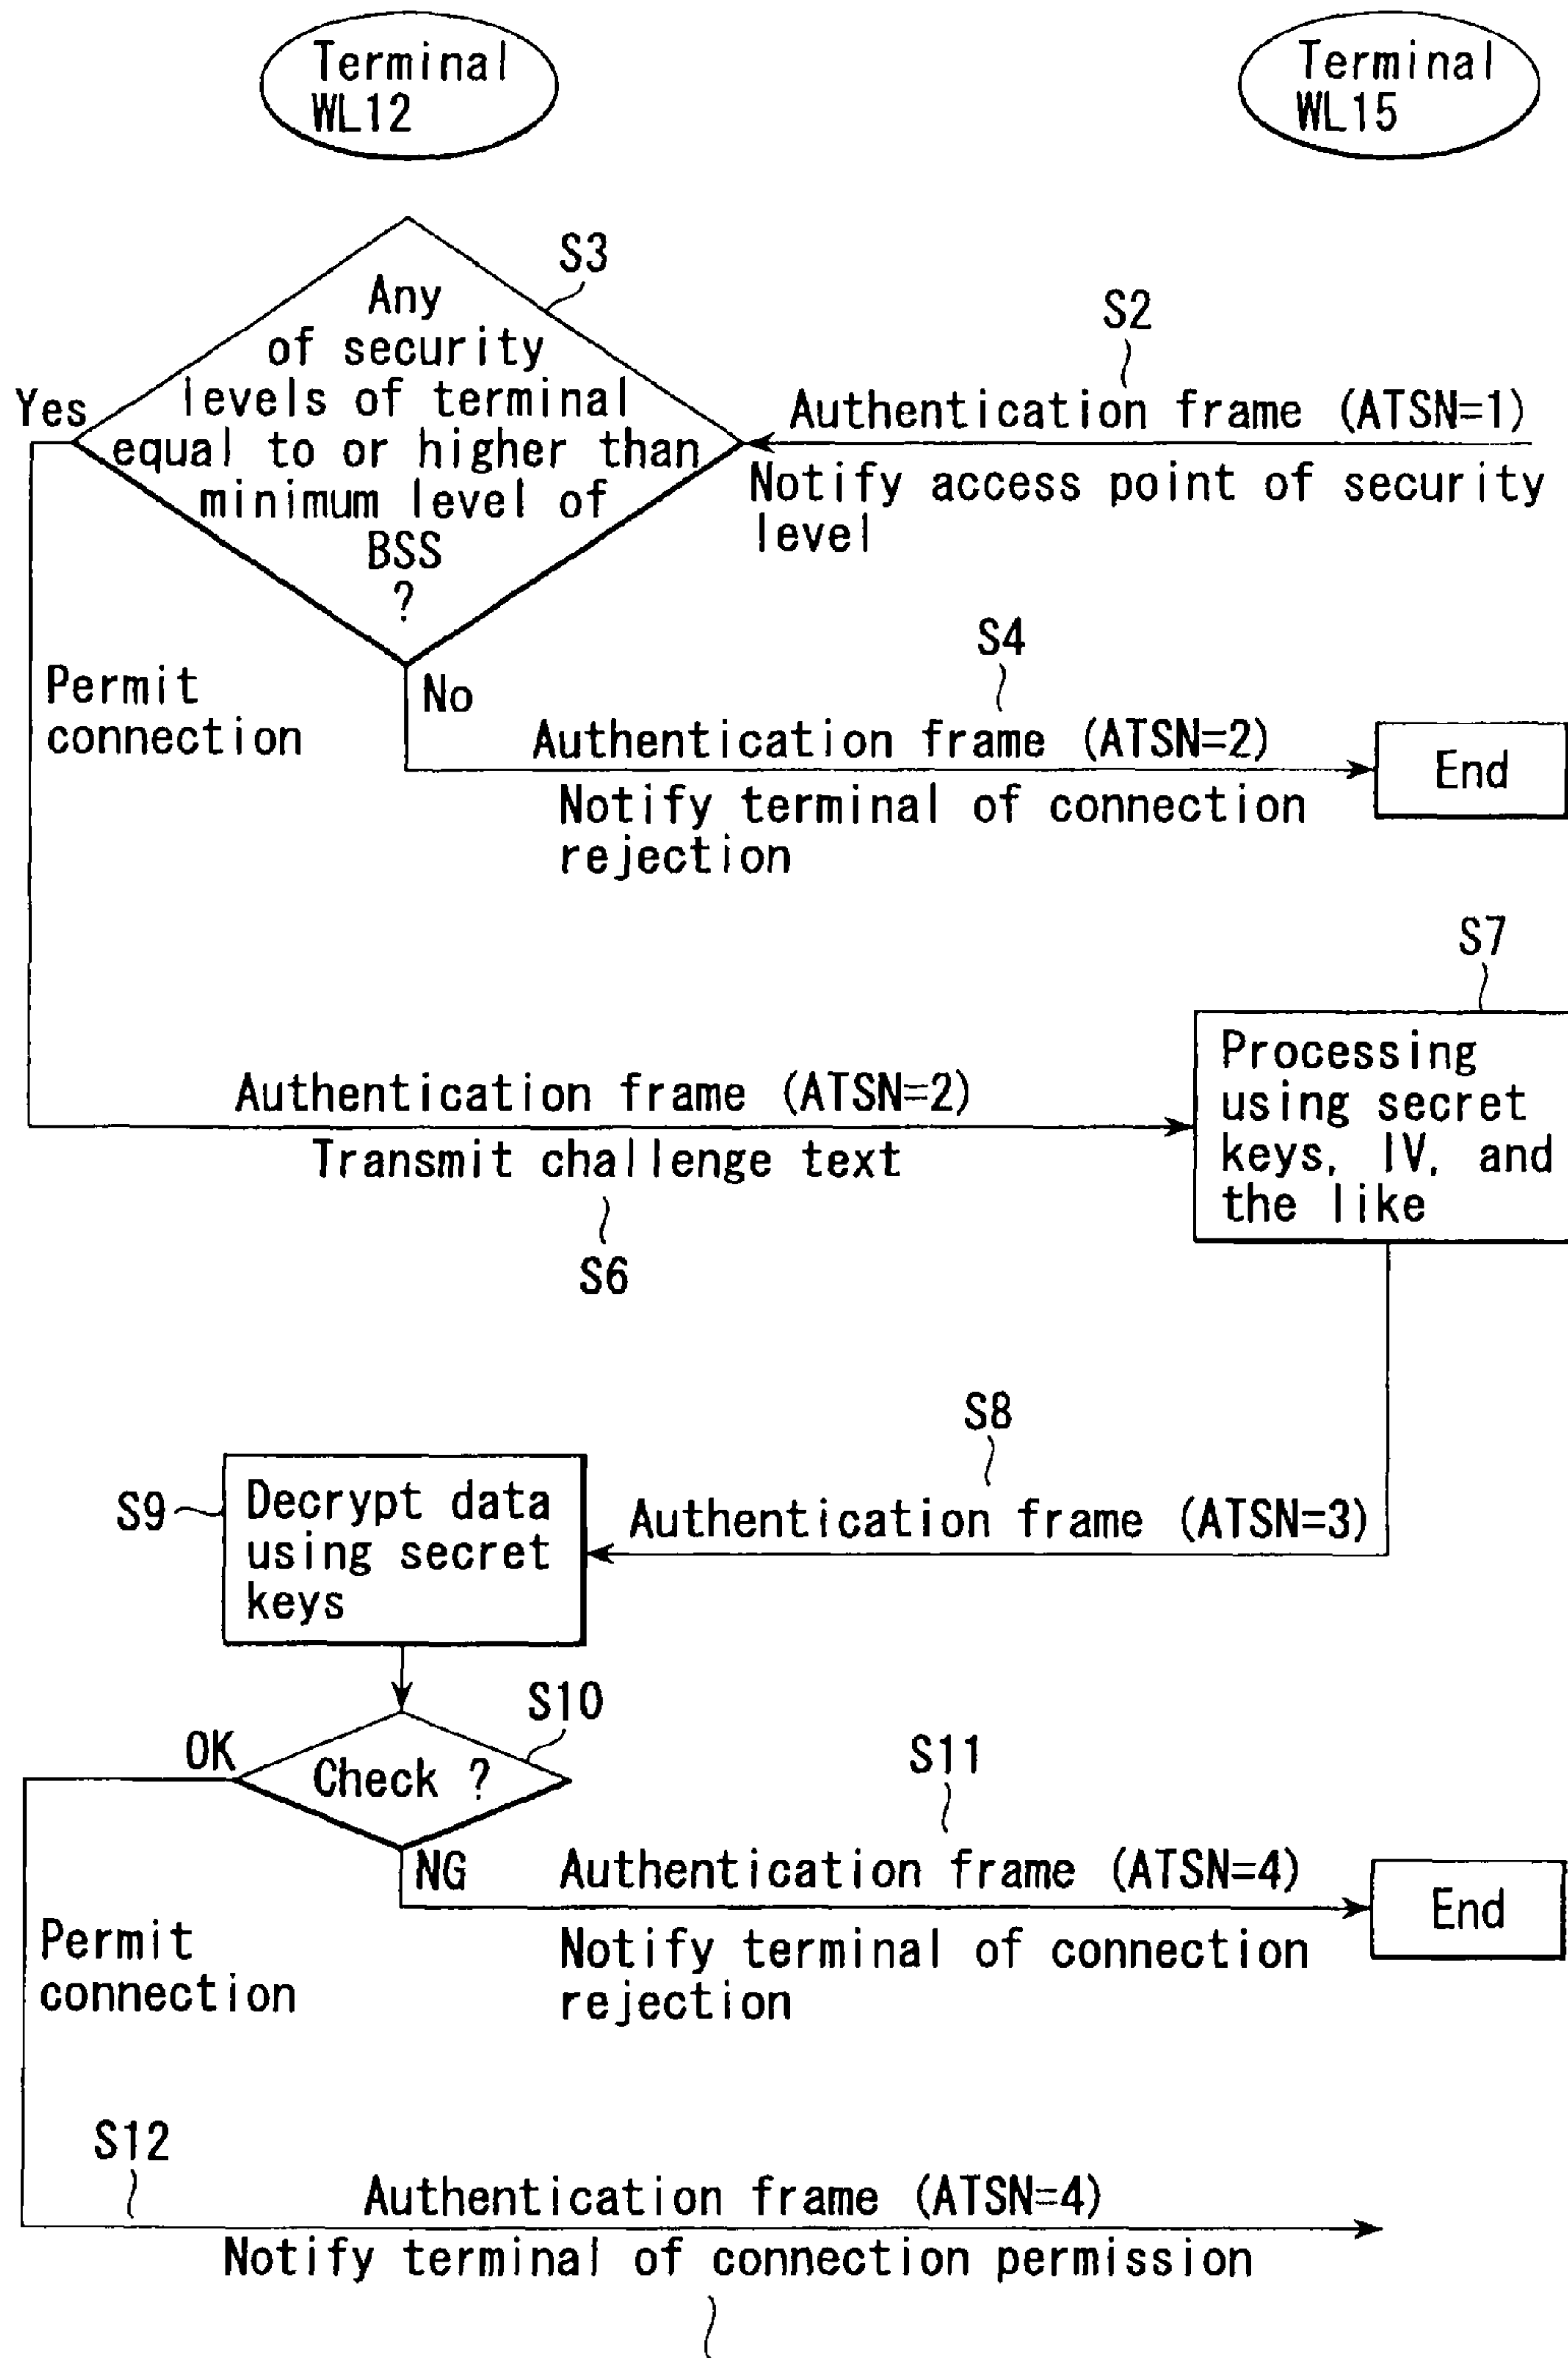 Terminal
WL12
Terminal
WL15
S3
Any
of security
levels of terminal
equal to or higher than
minimum level of
BSS
?
Yes
S2
Authentication frame (ATSN=1)
Notify access point of security
level
Permit
connection
No
S4
Authentication frame (ATSN=2)
Notify terminal of connection
rejection
End
S7
Processing
using secret
keys, IV, and
the like
Authentication frame (ATSN=2)
Transmit challenge text
S6
S8
Authentication frame (ATSN=3)
S9
Decrypt data
using secret
keys
S10
OK
Check ?
S11
NG
Authentication frame (ATSN=4)
Notify terminal of connection
rejection
End
Permit
connection
S12
Authentication frame (ATSN=4)
Notify terminal of connection permission